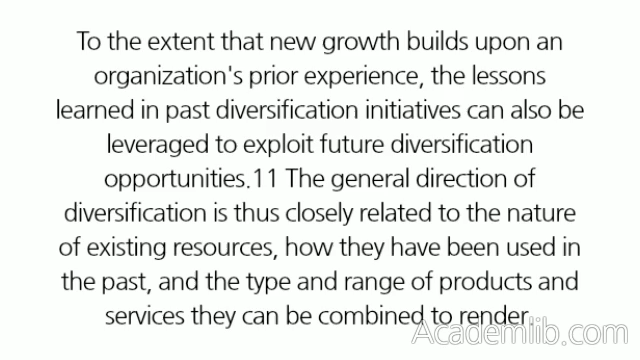 To the extent that new growth builds upon an
organization's prior experience, the lessons
learned in past diversification initiatives can also be
leveraged to exploit future diversification
opportunities.11 The general direction of
diversification is thus closely related to the nature
of existing resources, how they have been used in
the past, and the type and range of products and
services they can be combined to render.
Academiib.com